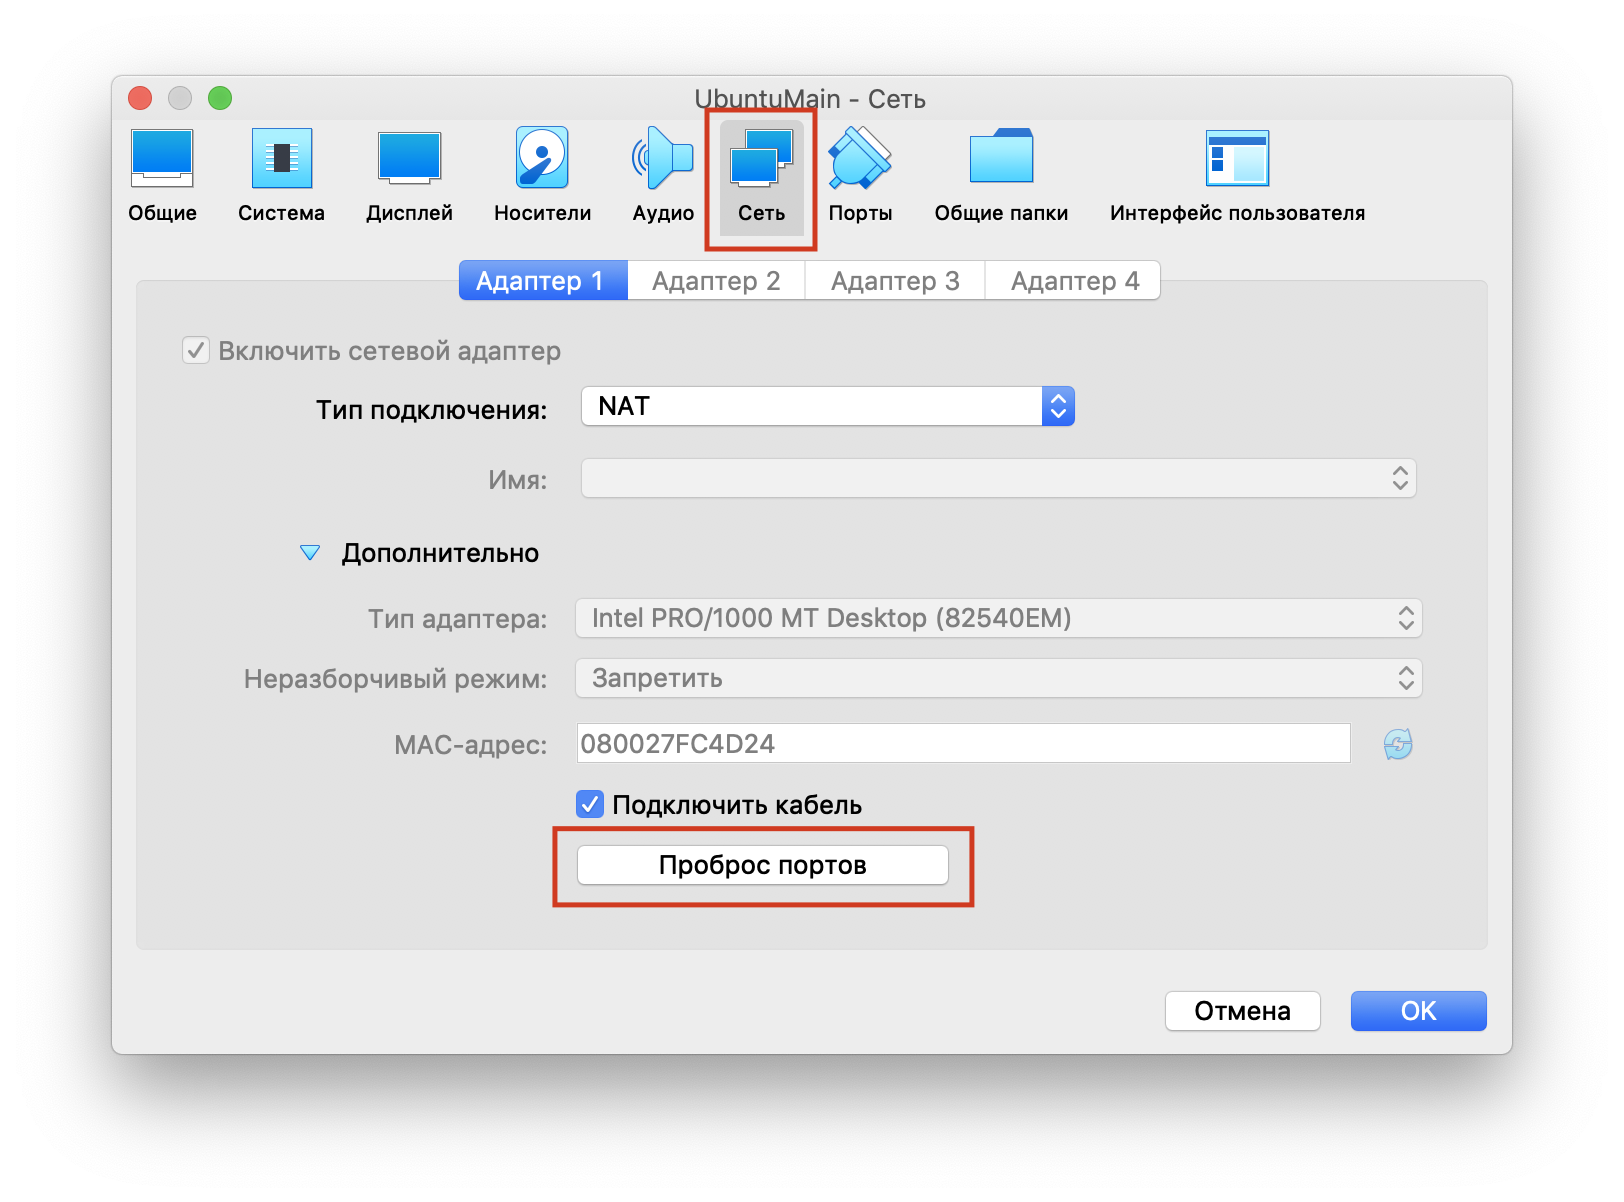 UbuntuMain - Сеть
Общие
Система
Дисплей
Носители
Аудио
Сеть
Порты
Общие папки
Интерфейс пользователя
Адаптер 1
Адаптер 2
Адаптер 3
Адаптер 4
Включить сетевой адаптер
Тип подключения: NAT
Имя:
Дополнительно
Тип адаптера: Intel PRO/1000 MT Desktop (82540EM)
Неразборчивый режим: Запретить
MAC-адрес: 080027FC4D24
Подключить кабель
Проброс портов
Отмена
OK